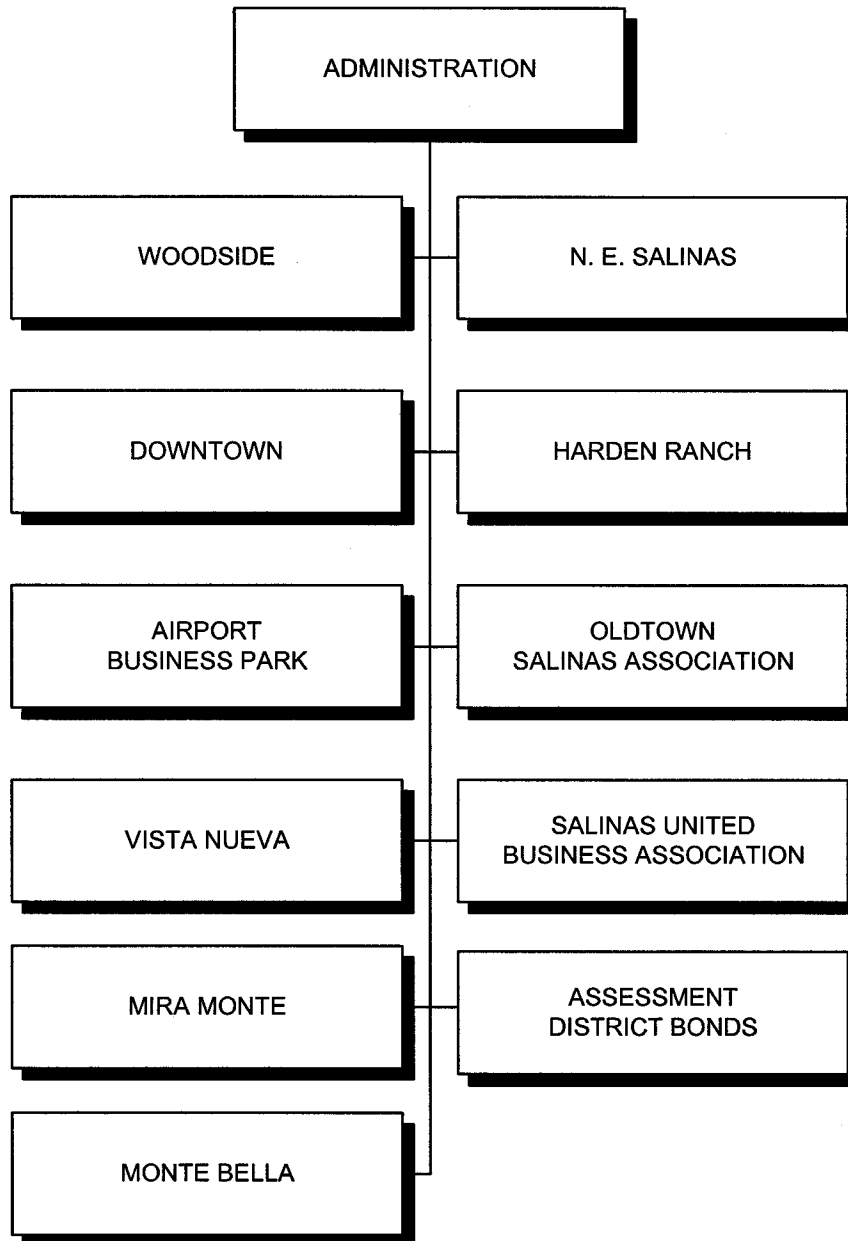 ADMINISTRATION
WOODSIDE
N. E. SALINAS
DOWNTOWN
HARDEN RANCH
AIRPORT
BUSINESS PARK
OLDTOWN
SALINAS ASSOCIATION
VISTA NUEVA
SALINAS UNITED
BUSINESS ASSOCIATION
MIRA MONTE
ASSESSMENT
DISTRICT BONDS
MONTE BELLA